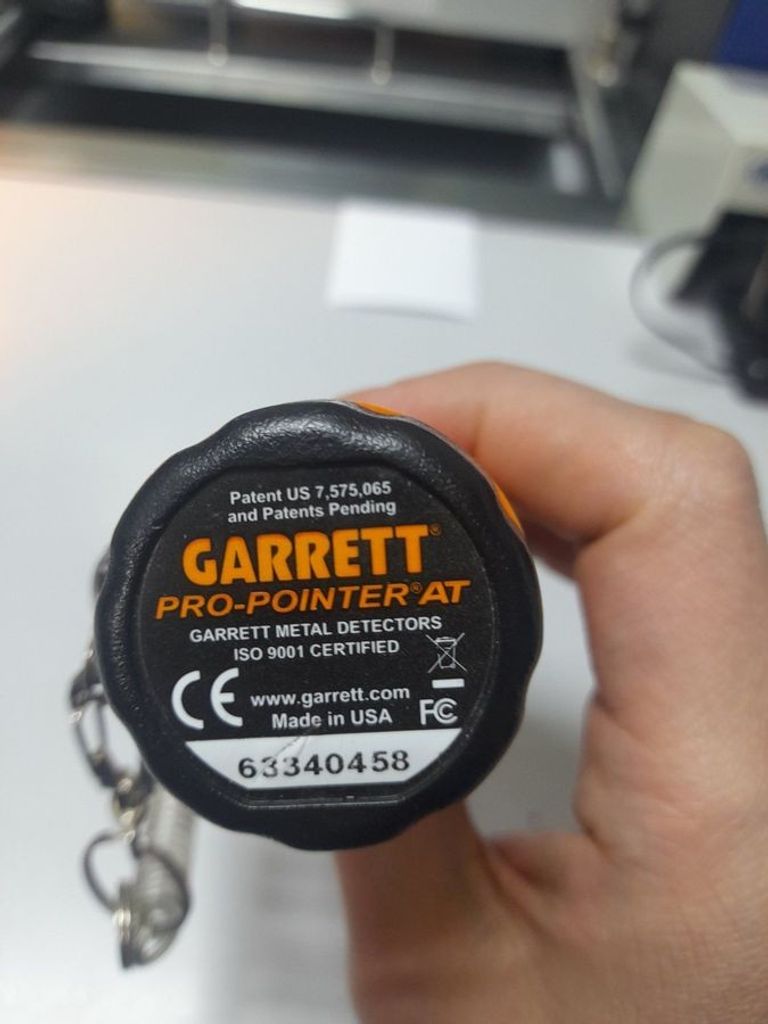 Patent US 7,575,065
and Patents Pending
GARRETT®
PRO-POINTER® AT
GARRETT METAL DETECTORS
ISO 9001 CERTIFIED
CE www.garrett.com
Made in USA FC
63340458